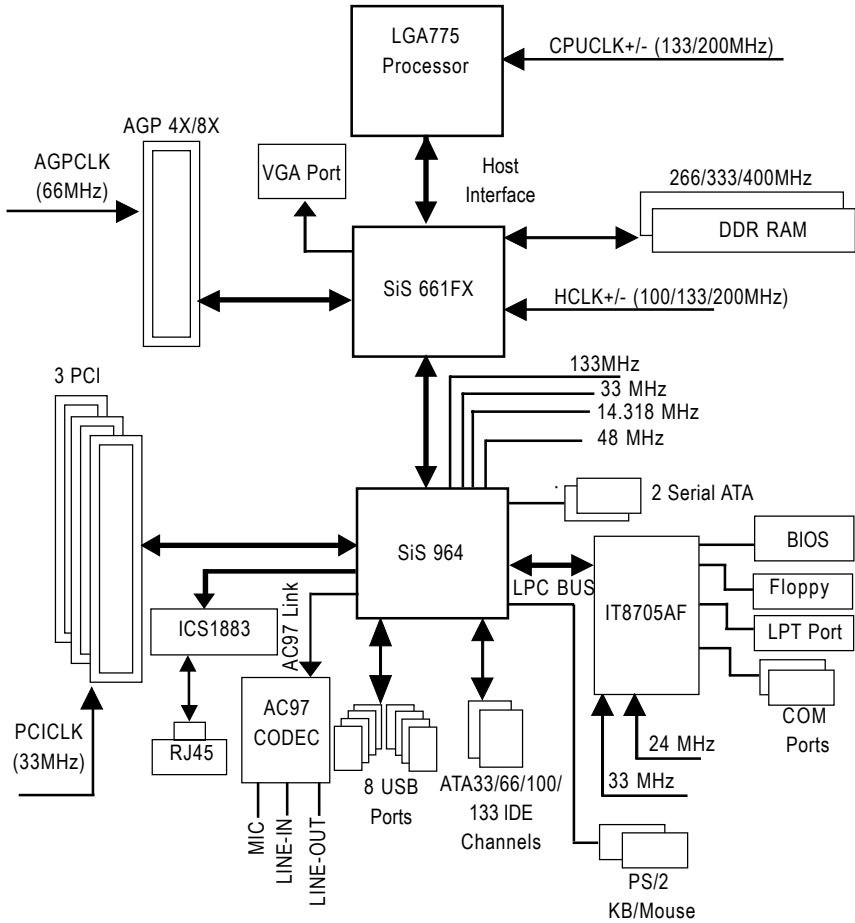 LGA775
Processor
CPUCLK+/- (133/200MHz)
AGP 4X/8X
AGPCLK
(66MHz)
VGA Port
Host
Interface
266/333/400MHz
DDR RAM
SiS 661FX
HCLK+/- (100/133/200MHz)
133MHz
33 MHz
14.318 MHz
48 MHz
3 PCI
2 Serial ATA
SiS 964
BIOS
LPC BUS
IT8705AF
Floppy
LPT Port
ICS1883
AC97 Link
COM
Ports
AC97
CODEC
PCICLK
(33MHz)
RJ45
24 MHz
33 MHz
8 USB
Ports
ATA33/66/100/
133 IDE
Channels
MIC
LINE-IN
LINE-OUT
PS/2
KB/Mouse